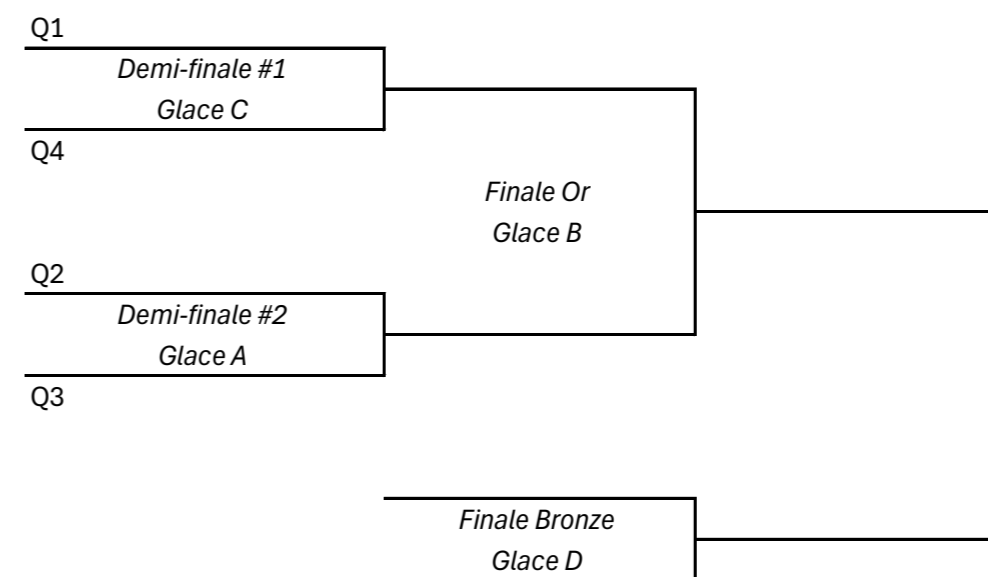 Q1
Demi-finale #1
Glace C
Q4
Finale Or
Glace B
Q2
Demi-finale #2
Glace A
Q3
Finale Bronze
Glace D